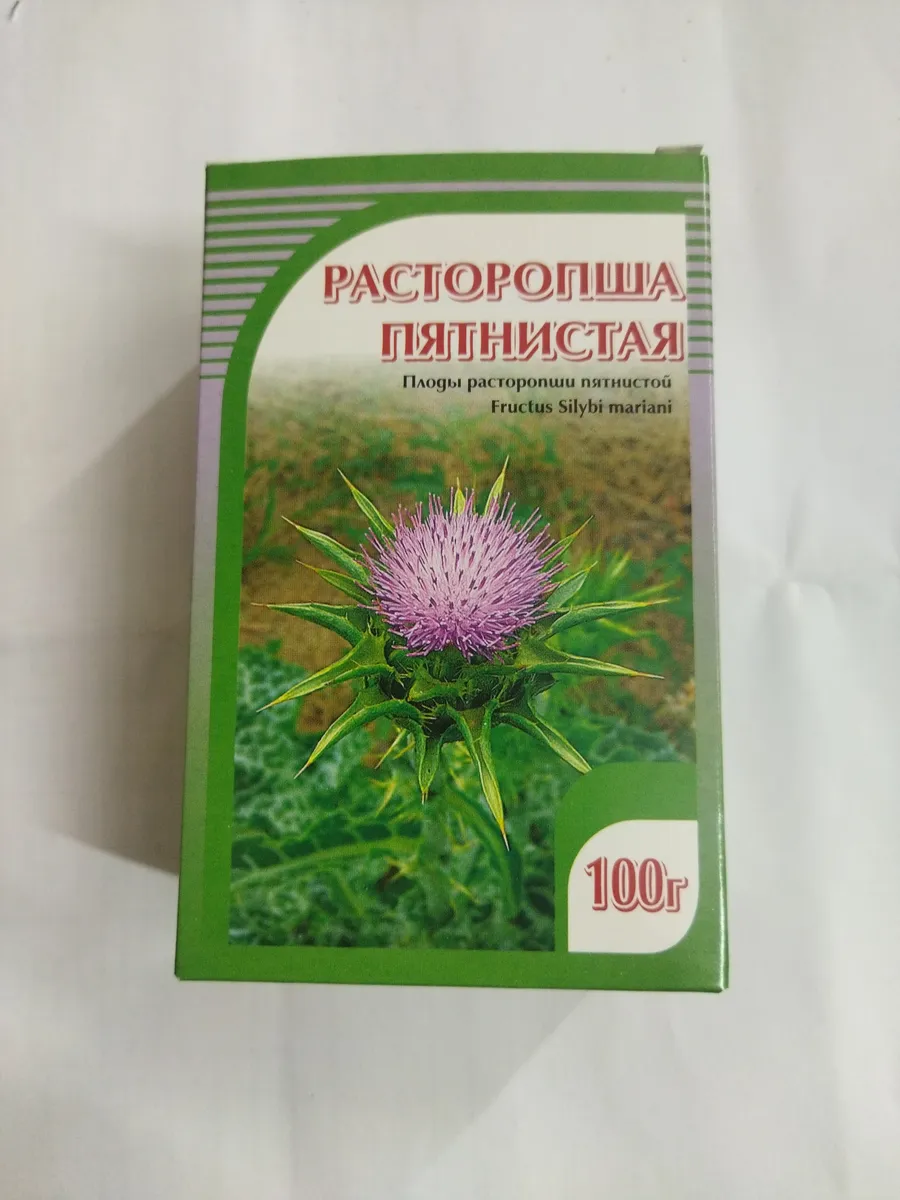 РАСТОРОПША
ПЯТНИСТАЯ
Плоды расторопши пятнистой
Fructus Silybi mariani
100г